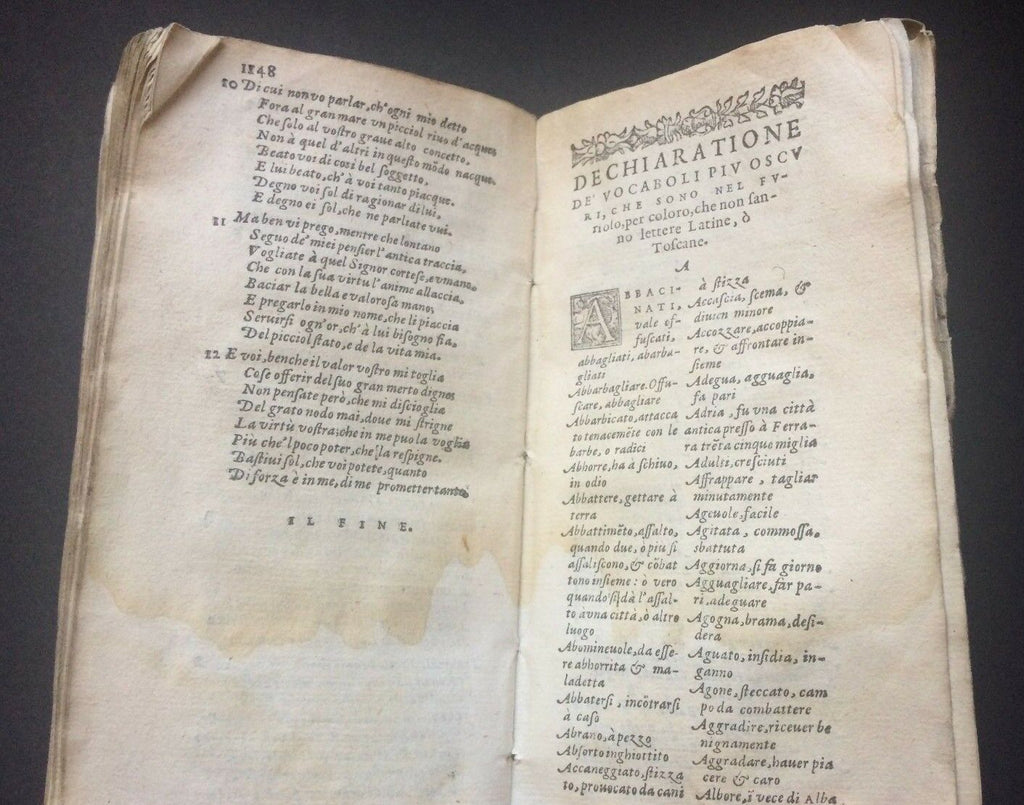 1148
10 Di cui non vo parlar, ch'ogni mio detto
Fora al gran mare vn picciol riuo d'acque,
Che solo al vostro graue alto concetto,
Non à quel d'altri in questo mōdo nacque.
Beato voi di cosi bel soggetto,
E lui beato, ch'à voi tanto piacque.
Degno voi sol di ragionar di lui,
E degno ei sol, che ne parliate vui.
11 Ma ben vi prego, mentre che lontano
Seguo de' miei pensier l'antica traccia,
Vogliate à quel Signor cortese, e vmano,
Che con la sua virtu l'anime allaccia,
Baciar la bella e valorosa mano,
E pregarlo in mio nome, che li piaccia
Seruirsi ogn'or, ch'à lui bisogno fia,
Del picciol stato, e de la vita mia.
12 E voi, benche il valor vostro mi toglia
Cose offerir del suo gran merto digne,
Non pensate però, che mi discioglia
Del grato nodo mai, doue mi strigne
La virtù vostra: che in me puo la voglia
Più che'l poco poter, che la respigne.
Bastiui sol, che voi potete, quanto
Di forza è in me, di me prometter tanto.
IL FINE.
DECHIARATIONE
DE' VOCABOLI PIV OSCV
RI, CHE SONO NEL FV-
riolo, per coloro, che non san-
no lettere Latine, ò
Toscane.
A
ABBACI-
NATI,
vale of-
fuscati,
abbagliati, abarba-
gliati
Abbarbagliare. Offu-
scare, abbagliare
Abbarbicato, attacca
to tenacemēte con le
barbe, o radici
Abhorre, ha à schiuo,
in odio
Abbattere, gettare à
terra
Abbattimēto, assalto,
quando due, o piu si
assaliscono, & cōbat
tono insieme: ò vero
quando si dà l'assal-
to à vna città, ò altro
luogo
Abomineuole, da esse-
re abhorrita & ma-
ladetta
Abbatersi, incōtrarsi
à caso
Abrano, à pezzo
Absorto inghiottito
Accaneggiato, stizza
to, prouocato da cani
à stizza
Accascia, scema, &
diuien minore
Accozzare, accoppia-
re, & affrontare in-
sieme
Adegua, agguaglia,
fa pari
Adria, fu vna città
antica presso à Ferra-
ra trēta cinque miglia
Adulti, cresciuti
Affrappare, tagliar
minutamente
Ageuole, facile
Agitata, commossa,
sbattuta
Aggiorna, si fa giorno
Agguagliare, far pa-
ri, adeguare
Agogna, brama, desi-
dera
Aguato, insidia, in-
ganno
Agone, steccato, cam
po da combattere
Aggradire, riceuer be
nignamente
Aggradare, hauer pia
cere & caro
Albore, ī vece di Alba